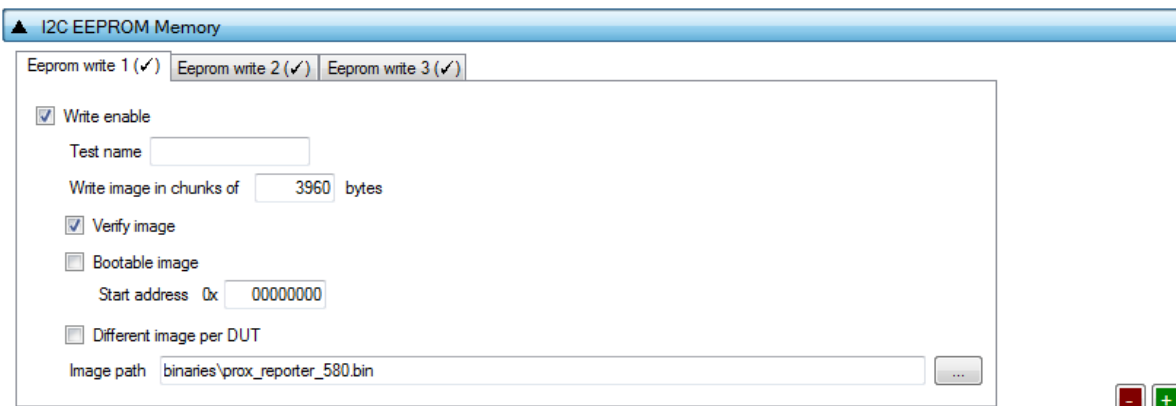 I2C EEPROM Memory
Eeprom write 1 (✓) Eeprom write 2 (✓) Eeprom write 3 (✓)
Write enable
Test name
Write image in chunks of 3960 bytes
Verify image
Bootable image
Start address 0x 00000000
Different image per DUT
Image path binaries\prox_reporter_580.bin ...
- +